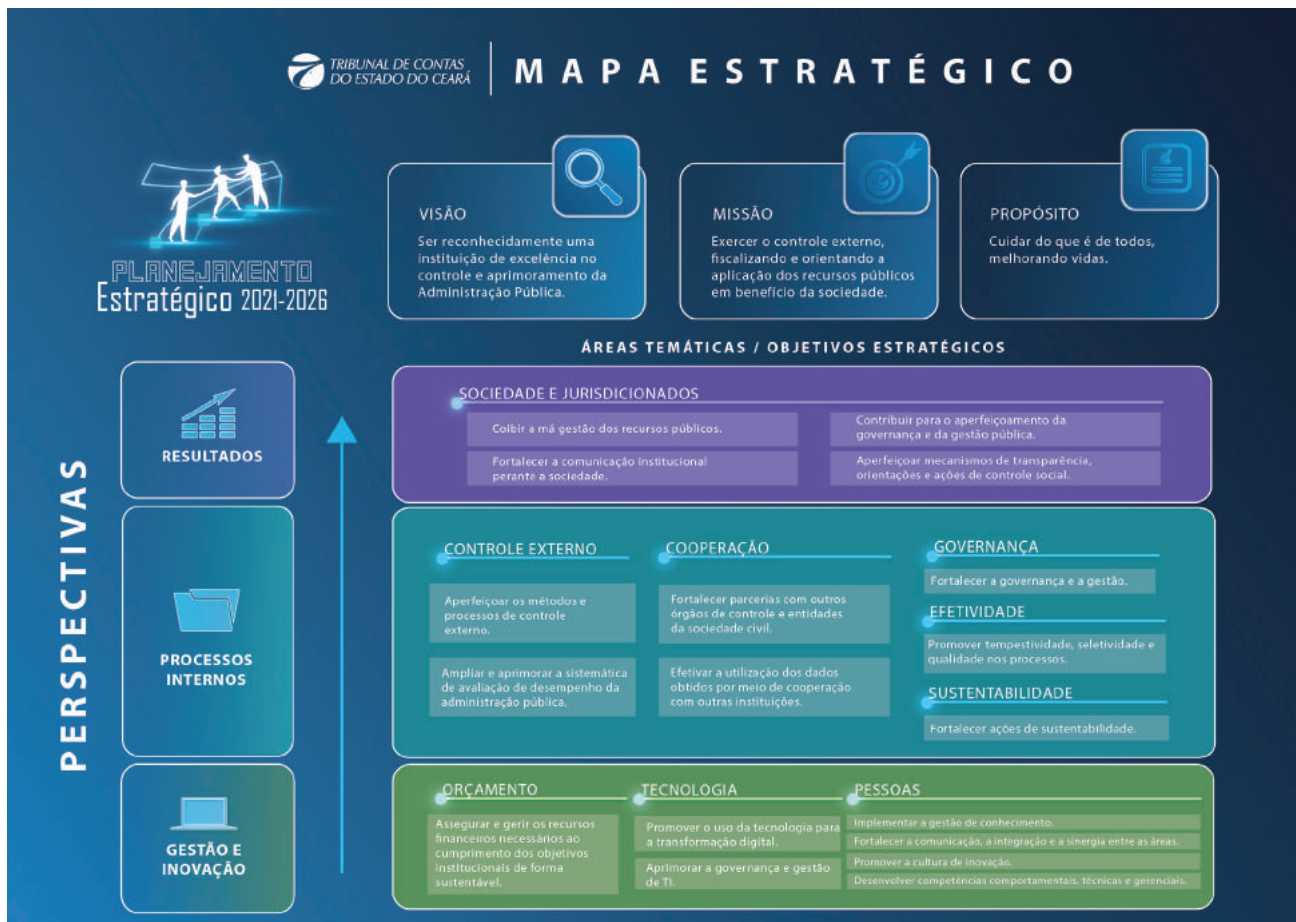 TRIBUNAL DE CONTAS
DO ESTADO DO CEARÁ
MAPA ESTRATÉGICO
PLANEJAMENTO
Estratégico 2021-2026
VISÃO
Ser reconhecidamente uma
instituição de excelência no
controle e aprimoramento da
Administração Pública.
MISSÃO
Exercer o controle externo,
fiscalizando e orientando a
aplicação dos recursos públicos
em benefício da sociedade.
PROPÓSITO
Cuidar do que é de todos,
melhorando vidas.
ÁREAS TEMÁTICAS / OBJETIVOS ESTRATÉGICOS
PERSPECTIVAS
RESULTADOS
SOCIEDADE E JURISDICIONADOS
Coibir a má gestão dos recursos públicos.
Contribuir para o aperfeiçoamento da
governança e da gestão pública.
Fortalecer a comunicação institucional
perante a sociedade.
Aperfeiçoar mecanismos de transparência,
orientações e ações de controle social.
PROCESSOS
INTERNOS
CONTROLE EXTERNO
Aperfeiçoar os métodos e
processos de controle
externo.
Ampliar e aprimorar a sistemática
de avaliação de desempenho da
administração pública.
COOPERAÇÃO
Fortalecer parcerias com outros
órgãos de controle e entidades
da sociedade civil.
Efetivar a utilização dos dados
obtidos por meio de cooperação
com outras instituições.
GOVERNANÇA
Fortalecer a governança e a gestão.
EFETIVIDADE
Promover tempestividade, seletividade e
qualidade nos processos.
SUSTENTABILIDADE
Fortalecer ações de sustentabilidade.
GESTÃO E
INOVAÇÃO
ORÇAMENTO
Assegurar e gerir os recursos
financeiros necessários ao
cumprimento dos objetivos
institucionais de forma
sustentável.
TECNOLOGIA
Promover o uso da tecnologia para
a transformação digital.
Aprimorar a governança e gestão
de TI.
PESSOAS
Implementar a gestão de conhecimento.
Fortalecer a comunicação, a integração e a sinergia entre as áreas.
Promover a cultura de inovação.
Desenvolver competências comportamentais, técnicas e gerenciais.